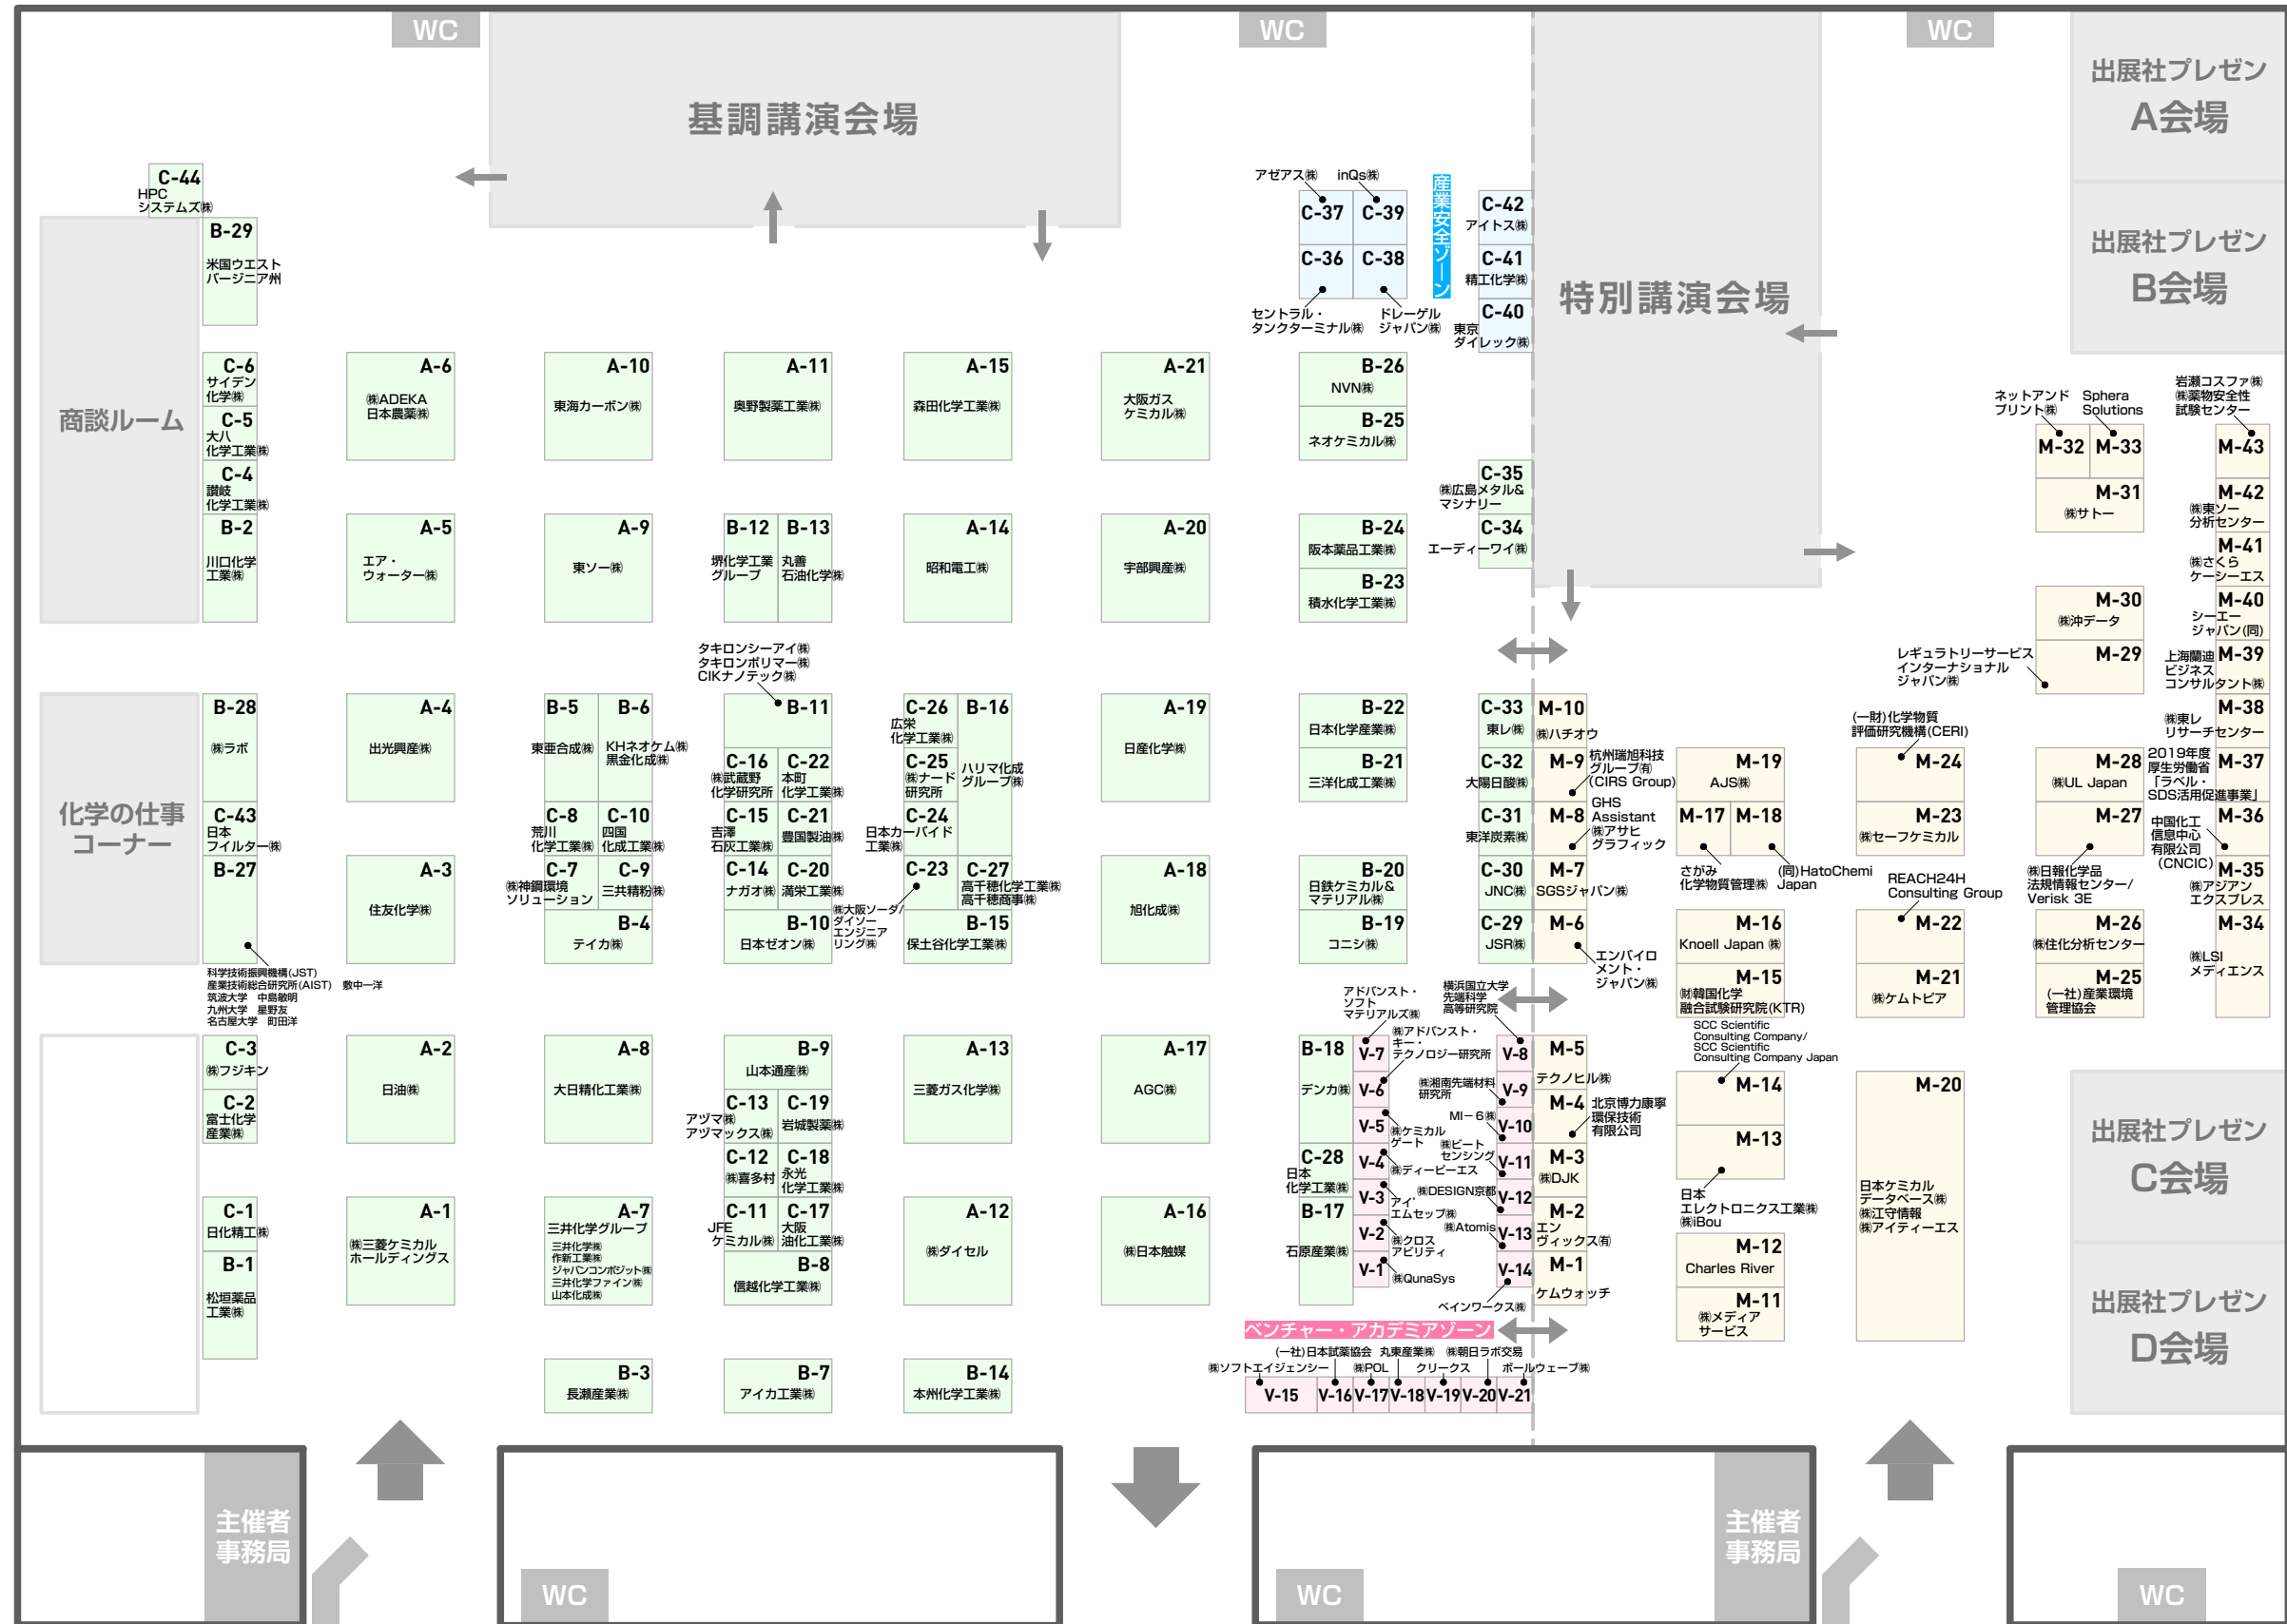 WC
WC
WC
基調講演会場
特別講演会場
出展社プレゼン
A会場
出展社プレゼン
B会場
商談ルーム
化学の仕事
コーナー
C-44
HPC
システムズ㈱
B-29
米国ウエスト
バージニア州
C-6
サイデン
化学㈱
C-5
大八
化学工業㈱
C-4
讃岐
化学工業㈱
B-2
川口化学
工業㈱
B-28
㈱ラボ
C-43
日本
フイルター㈱
B-27
科学技術振興機構(JST)
産業技術総合研究所(AIST) 敷中一洋
筑波大学 中島敏明
九州大学 星野友
名古屋大学 町田洋
C-3
㈱フジキン
C-2
富士化学
産業㈱
C-1
日化精工㈱
B-1
松垣薬品
工業㈱
A-6
㈱ADEKA
日本農薬㈱
A-5
エア・
ウォーター㈱
A-4
出光興産㈱
A-3
住友化学㈱
A-2
日油㈱
A-1
㈱三菱ケミカル
ホールディングス
A-10
東海カーボン㈱
A-9
東ソー㈱
B-5
東亜合成㈱
B-6
KHネオケム㈱
黒金化成㈱
C-8
荒川
化学工業㈱
C-10
四国
化成工業㈱
C-7
㈱神鋼環境
ソリューション
C-9
三共精粉㈱
B-4
テイカ㈱
A-8
大日精化工業㈱
A-7
三井化学グループ
三井化学㈱
作新工業㈱
ジャパンコンポジット㈱
三井化学ファイン㈱
山本化成㈱
B-3
長瀬産業㈱
A-11
奥野製薬工業㈱
B-12
堺化学工業
グループ
B-13
丸善
石油化学㈱
タキロンシーアイ㈱
タキロンポリマー㈱
CIKナノテック㈱
B-11
C-16
㈱武蔵野
化学研究所
C-22
本町
化学工業㈱
C-15
吉澤
石灰工業㈱
C-21
豊国製油㈱
C-14
ナガオ㈱
C-20
満栄工業㈱
B-10
日本ゼオン㈱
B-9
山本通産㈱
C-13
アヅマ㈱
アヅマックス㈱
C-19
岩城製薬㈱
C-12
㈱喜多村
C-18
永光
化学工業㈱
C-11
JFE
ケミカル㈱
C-17
大阪
油化工業㈱
B-8
信越化学工業㈱
B-7
アイカ工業㈱
A-15
森田化学工業㈱
A-14
昭和電工㈱
C-26
広栄
化学工業㈱
B-16
ハリマ化成
グループ㈱
C-25
㈱ナード
研究所
C-24
日本カーバイド
工業㈱
C-23
㈱大阪ソーダ/
ダイソー
エンジニア
リング㈱
C-27
高千穂化学工業㈱
高千穂商事㈱
B-15
保土谷化学工業㈱
A-13
三菱ガス化学㈱
A-12
㈱ダイセル
B-14
本州化学工業㈱
A-21
大阪ガス
ケミカル㈱
A-20
宇部興産㈱
A-19
日産化学㈱
A-18
旭化成㈱
A-17
AGC㈱
A-16
㈱日本触媒
アゼアス㈱
inQs㈱
C-37
C-39
C-36
C-38
セントラル・
タンクターミナル㈱
ドレーゲル
ジャパン㈱
産業安全ゾーン
C-42
アイトス㈱
C-41
精工化学㈱
C-40
東京
ダイレック㈱
B-26
NVN㈱
B-25
ネオケミカル㈱
B-24
阪本薬品工業㈱
B-23
積水化学工業㈱
C-35
㈱広島メタル&
マシナリー
C-34
エーディーワイ㈱
B-22
日本化学産業㈱
B-21
三洋化成工業㈱
B-20
日鉄ケミカル&
マテリアル㈱
B-19
コニシ㈱
C-33
東レ㈱
C-32
大陽日酸㈱
C-31
東洋炭素㈱
C-30
JNC㈱
C-29
JSR㈱
M-10
㈱ハチオウ
M-9
杭州瑞旭科技
グループ㈲
(CIRS Group)
M-8
GHS
Assistant
㈱アサヒ
グラフィック
M-7
SGSジャパン㈱
M-6
エンバイロ
メント・
ジャパン㈱
B-18
デンカ㈱
C-28
日本
化学工業㈱
B-17
石原産業㈱
アドバンスト・
ソフト
マテリアルズ㈱
V-7
㈱アドバンスト・
キー・
テクノロジー研究所
V-6
V-5
㈱ケミカル
ゲート
V-4
㈱ディーピーエス
V-3
アイ'
エムセップ㈱
V-2
㈱クロス
アビリティ
V-1
㈱QunaSys
横浜国立大学
先端科学
高等研究院
V-8
㈱湘南先端材料
研究所
V-9
MI−6㈱
V-10
㈱ビート
センシング
V-11
㈱DESIGN京都
V-12
㈱Atomis
V-13
V-14
ペインワークス㈱
M-5
テクノヒル㈱
M-4
北京博力康寧
環保技術
有限公司
M-3
㈱DJK
M-2
エン
ヴィックス㈲
M-1
ケムウォッチ
ベンチャー・アカデミアゾーン
(一社)日本試薬協会
丸東産業㈱
㈱朝日ラボ交易
㈱ソフトエイジェンシー
㈱POL
クリークス
ボールウェーブ㈱
V-15
V-16
V-17
V-18
V-19
V-20
V-21
M-19
AJS㈱
M-17
M-18
さがみ
化学物質管理㈱
(同)HatoChemi
Japan
M-16
Knoell Japan ㈱
M-15
㈶韓国化学
融合試験研究院(KTR)
SCC Scientific
Consulting Company/
SCC Scientific
Consulting Company Japan
M-14
M-13
日本
エレクトロニクス工業㈱
㈱iBou
M-12
Charles River
M-11
㈱メディア
サービス
(一財)化学物質
評価研究機構(CERI)
M-24
M-23
㈱セーフケミカル
REACH24H
Consulting Group
M-22
M-21
㈱ケムトピア
M-20
日本ケミカル
データベース㈱
㈱江守情報
㈱アイティーエス
ネットアンド
プリント㈱
Sphera
Solutions
M-32
M-33
M-31
㈱サトー
M-30
㈱沖データ
M-29
レギュラトリーサービス
インターナショナル
ジャパン㈱
M-28
㈱UL Japan
M-27
㈱日報化学品
法規情報センター/
Verisk 3E
M-26
㈱住化分析センター
M-25
(一社)産業環境
管理協会
岩瀬コスファ㈱
㈱薬物安全性
試験センター
M-43
M-42
㈱東ソー
分析センター
M-41
㈱さくら
ケーシーエス
M-40
シーエー
ジャパン(同)
M-39
上海蘭迪
ビジネス
コンサルタント㈱
M-38
㈱東レ
リサーチセンター
M-37
2019年度
厚生労働省
「ラベル・
SDS活用促進事業」
M-36
中国化工
信息中心
有限公司
(CNCIC)
M-35
㈱アジアン
エクスプレス
M-34
㈱LSI
メディエンス
出展社プレゼン
C会場
出展社プレゼン
D会場
主催者
事務局
WC
WC
主催者
事務局
WC